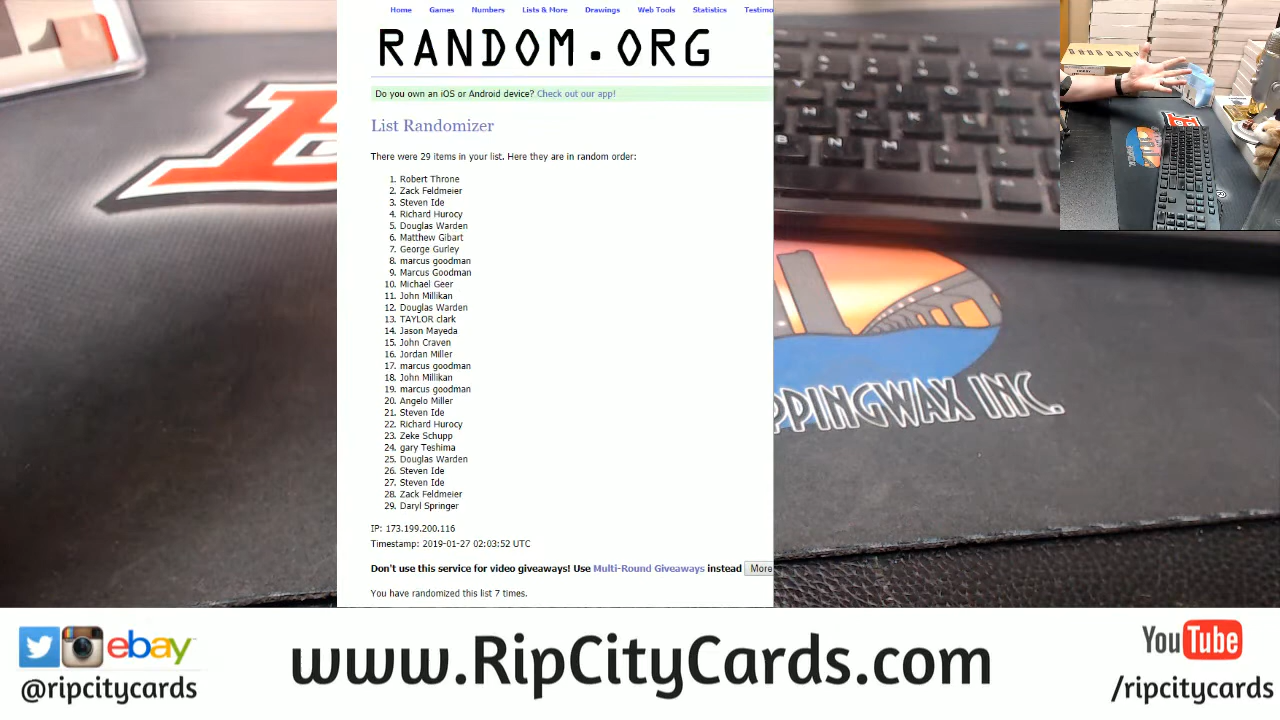 Home Games Numbers Lists & More Drawings Web Tools Statistics Testimo
RANDOM.ORG
Do you own an iOS or Android device? Check out our app!
List Randomizer
There were 29 items in your list. Here they are in random order:
1. Robert Throne
2. Zack Feldmeier
3. Steven Ide
4. Richard Hurocy
5. Douglas Warden
6. Matthew Gibart
7. George Gurley
8. marcus goodman
9. Marcus Goodman
10. Michael Geer
11. John Millikan
12. Douglas Warden
13. TAYLOR clark
14. Jason Mayeda
15. John Craven
16. Jordan Miller
17. marcus goodman
18. John Millikan
19. marcus goodman
20. Angelo Miller
21. Steven Ide
22. Richard Hurocy
23. Zeke Schupp
24. gary Teshima
25. Douglas Warden
26. Steven Ide
27. Steven Ide
28. Zack Feldmeier
29. Daryl Springer
IP: 173.199.200.116
Timestamp: 2019-01-27 02:03:52 UTC
Don't use this service for video giveaways! Use Multi-Round Giveaways instead More
You have randomized this list 7 times.
PPINGWAX INC.
ebay
@ripcitycards
www.RipCityCards.com
YouTube
/ripcitycards